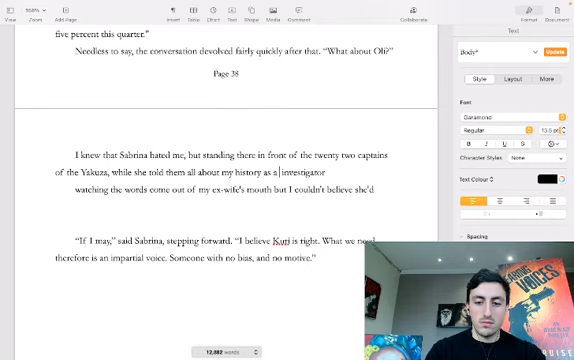 108%
View
Zoom
Add Page
Insert
Table
Chart
Text
Shape
Media
Comment
Collaborate
Format
Document
five percent this quarter.”
Needless to say, the conversation devolved fairly quickly after that. “What about Oli?”
Page 38
I knew that Sabrina hated me, but standing there in front of the twenty two captains
of the Yakuza, while she told them all about my history as a investigator
watching the words come out of my ex-wife's mouth but I couldn't believe she'd
“If I may,” said Sabrina, stepping forward. “I believe Kuri is right. What we need
therefore is an impartial voice. Someone with no bias, and no motive.”
12,882 words
Text
Body*
Update
Style
Layout
More
Font
Garamond
Regular
13.5 pt
B
I
U
S
Character Styles
None
Text Colour
Spacing
VOICES